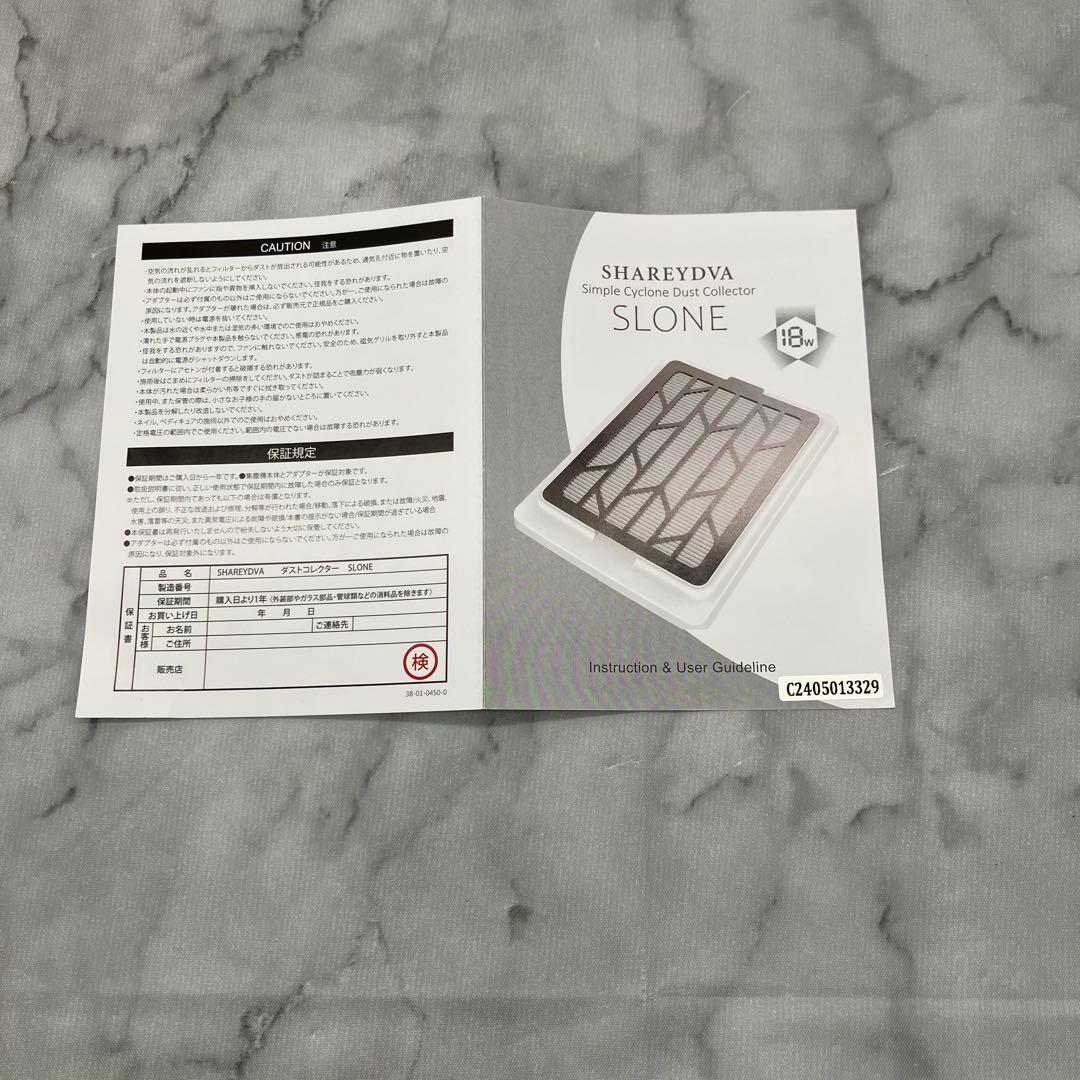 CAUTION 注意
・空気の流れが乱れるとフィルターからダストが放出される可能性があるため、通気孔付近に物を置いたり、空
気の流れを遮断しないようにしてください。
・本体の起動中にファンに指や異物を挿入しないでください。怪我をする恐れがあります。
・アダプターは必ず付属のもの以外はご使用にならないでください。万が一、ご使用になられた場合は故障の
原因になります。アダプターが壊れた場合は、必ず販売元で正規品をご購入ください。
・使用していない時は電源を抜いてください。
・本製品は水の近くや水中または湿気の多い環境でのご使用はおやめください。
・濡れた手で電源プラグや本製品を触らないでください。感電の恐れがあります。
・怪我をする恐れがありますので、ファンに触れないでください。安全のため、磁気グリルを取り外すと本製品
は自動的に電源がシャットダウンします。
・フィルターにアセトンが付着すると破損する恐れがあります。
・施術後はこまめにフィルターの掃除をしてください。ダストが詰まることで吸塵力が弱くなります。
・本体が汚れた場合は柔らかい布等ですぐに拭き取ってください。
・使用中、また保管の際は、小さなお子様の手の届かないところに置いてください。
・本製品を分解したり改造しないでください。
・ネイル、ペディキュアの施術以外でのご使用はおやめください。
・定格電圧の範囲内でご使用ください。範囲内の電圧でない場合は故障する恐れがあります。
保証規定
●保証期間はご購入日から一年です。●集塵機本体とアダプターが保証対象です。
●取扱説明書に従い、正しい使用状態で保証期間内に故障した場合のみ保証となります。
※ただし、保証期間内であっても以下の場合は有償となります。
使用上の誤り、不正な改造および修理、分解等が行われた場合/移動、落下による破損、または故障/火災、地震、
水害、落雷等の天災、また異常電圧による故障や破損/本書の提示がない場合/保証期間が過ぎている場合
●本保証書は再発行いたしませんので紛失しないよう大切に保管してください。
●アダプターは必ず付属のもの以外はご使用にならないでください。万が一ご使用になられた場合は故障の
原因になり、保証対象外になります。
保証書
品 名 SHAREYDVA ダストコレクター SLONE
製造番号
保証期間 購入日より1年 (外装部やガラス部品・管球類などの消耗品を除きます)
お買い上げ日 年 月 日
お客様 お名前 ご連絡先
ご住所
販売店 検
38-01-0450-0
SHAREYDVA
Simple Cyclone Dust Collector
SLONE
18w
Instruction & User Guideline
C2405013329